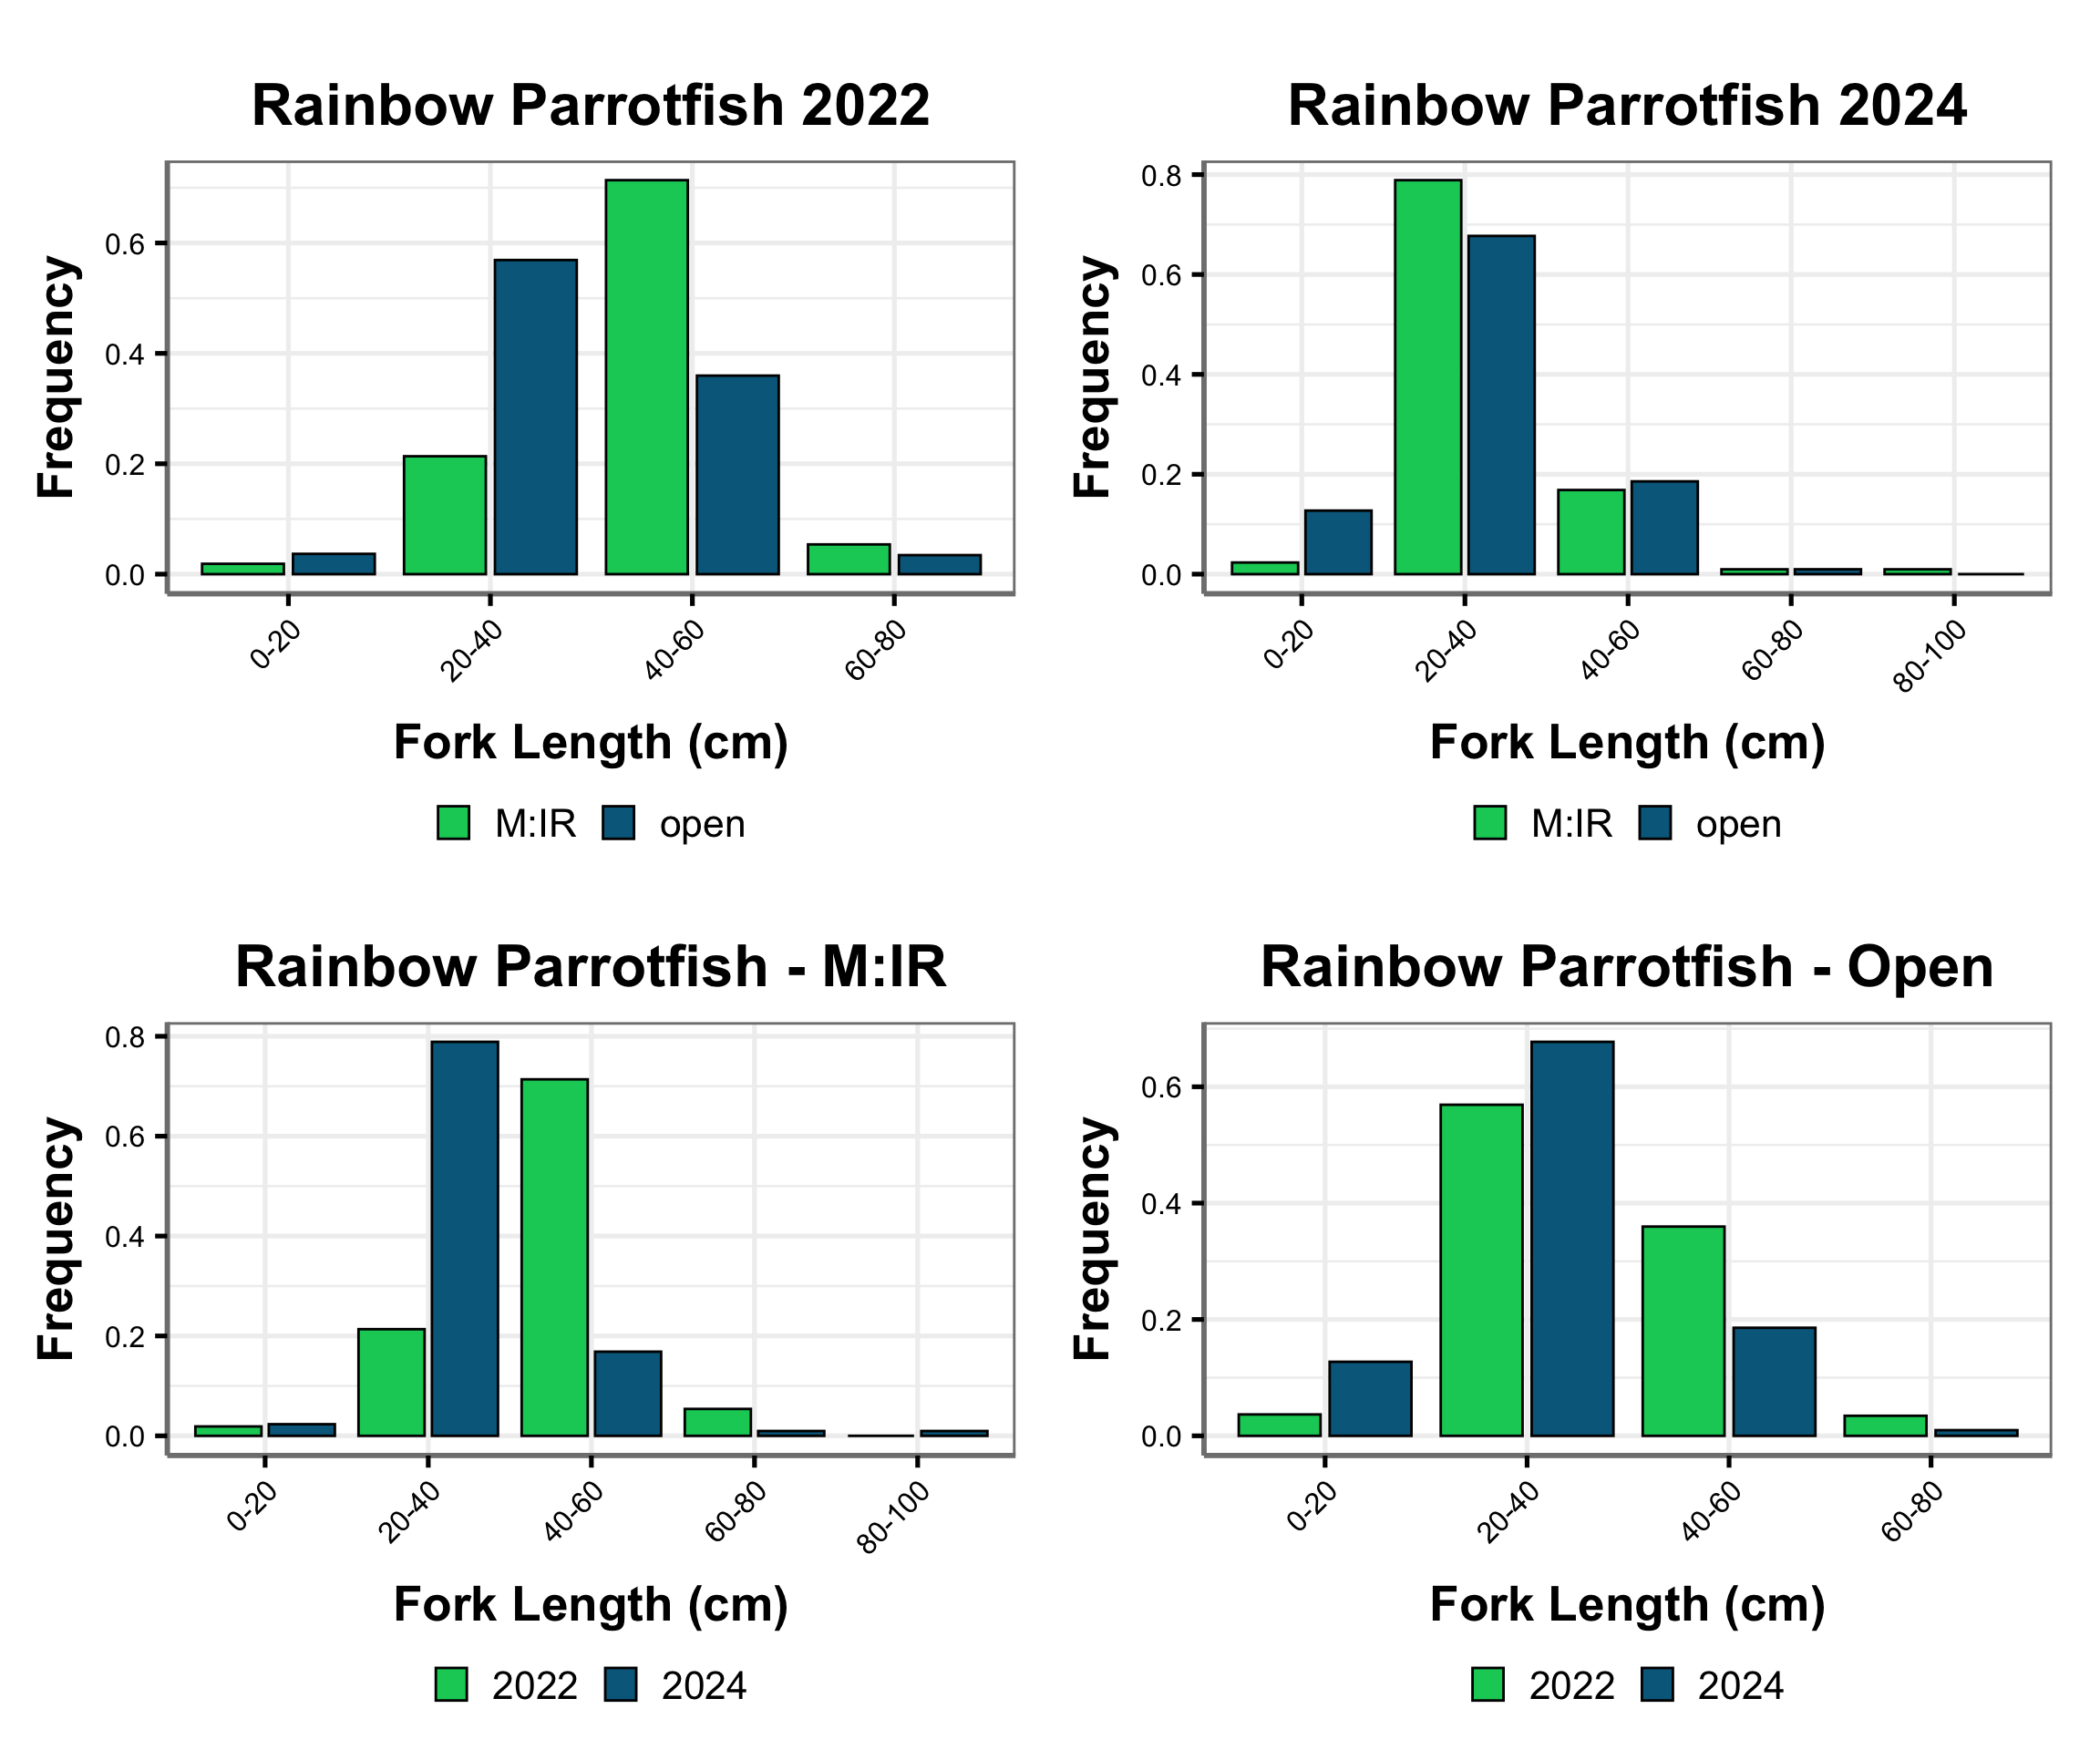 Rainbow Parrotfish 2022
Frequency
0.6
0.4
0.2
0.0
0-20
20-40
40-60
60-80
Fork Length (cm)
M:IR
open
Rainbow Parrotfish 2024
Frequency
0.8
0.6
0.4
0.2
0.0
0-20
20-40
40-60
60-80
80-100
Fork Length (cm)
M:IR
open
Rainbow Parrotfish - M:IR
Frequency
0.8
0.6
0.4
0.2
0.0
0-20
20-40
40-60
60-80
80-100
Fork Length (cm)
2022
2024
Rainbow Parrotfish - Open
Frequency
0.6
0.4
0.2
0.0
0-20
20-40
40-60
60-80
Fork Length (cm)
2022
2024